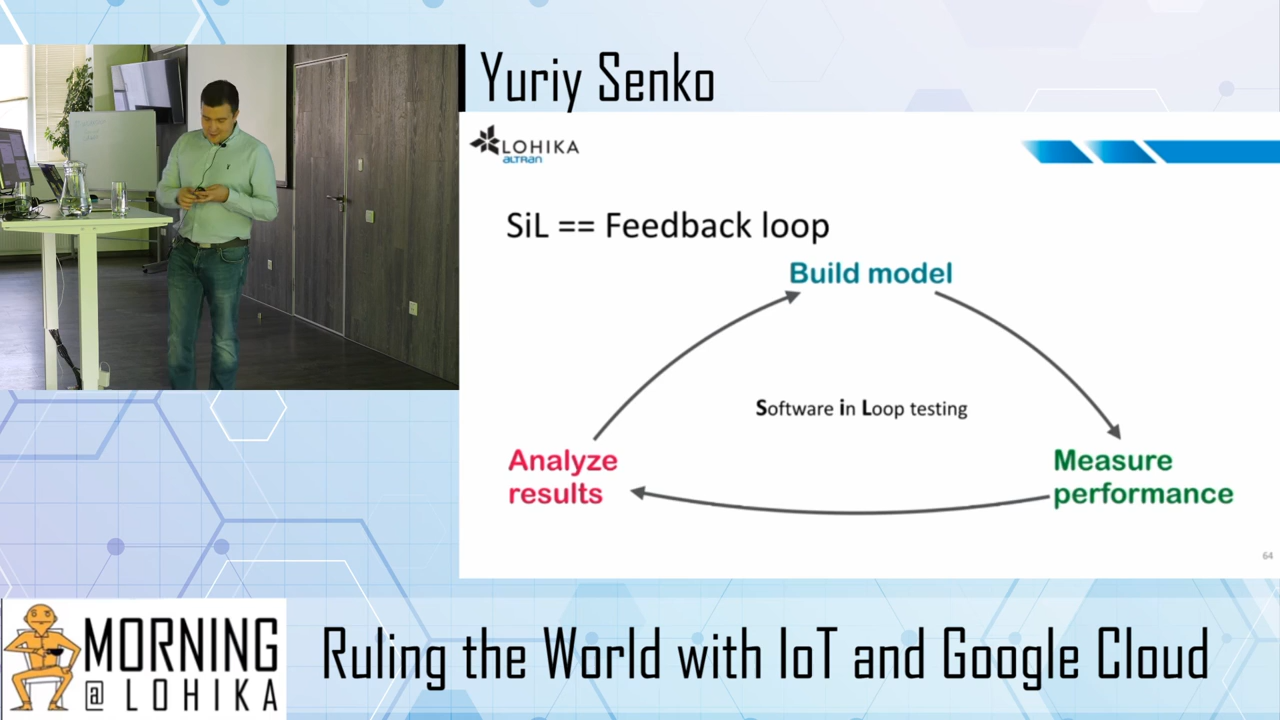 Yuriy Senko
LOHIKA
altran
SiL == Feedback loop
Build model
Software in Loop testing
Analyze
results
Measure
performance
64
MORNING
@ LOHIKA
Ruling the World with IoT and Google Cloud